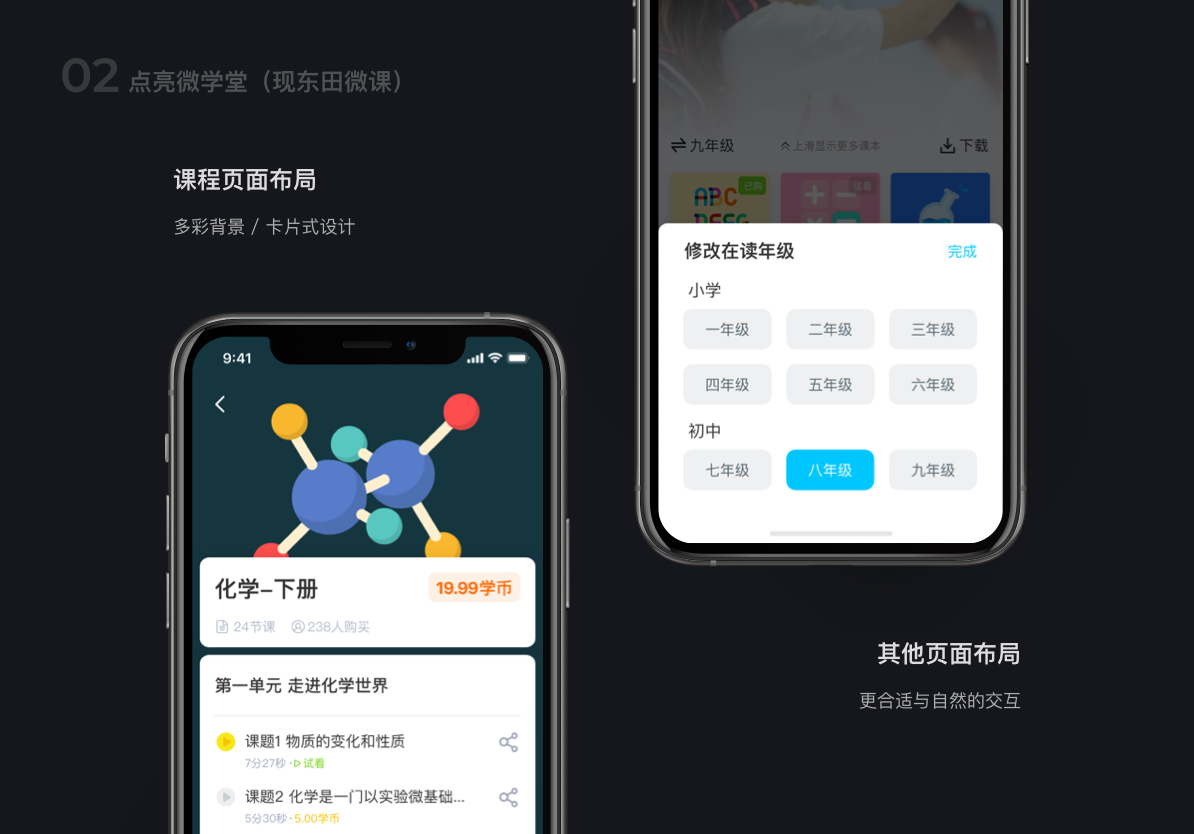 02 点亮微学堂（现东田微课）
课程页面布局
多彩背景 / 卡片式设计
9:41
化学–下册
19.99学币
24节课 238人购买
第一单元 走进化学世界
课题1 物质的变化和性质
7分27秒 · 试看
课题2 化学是一门以实验微基础...
5分30秒 · 5.00学币
九年级
上滑显示更多课本
下载
ABC
已购
试看
修改在读年级
完成
小学
一年级 二年级 三年级
四年级 五年级 六年级
初中
七年级 八年级 九年级
其他页面布局
更合适与自然的交互